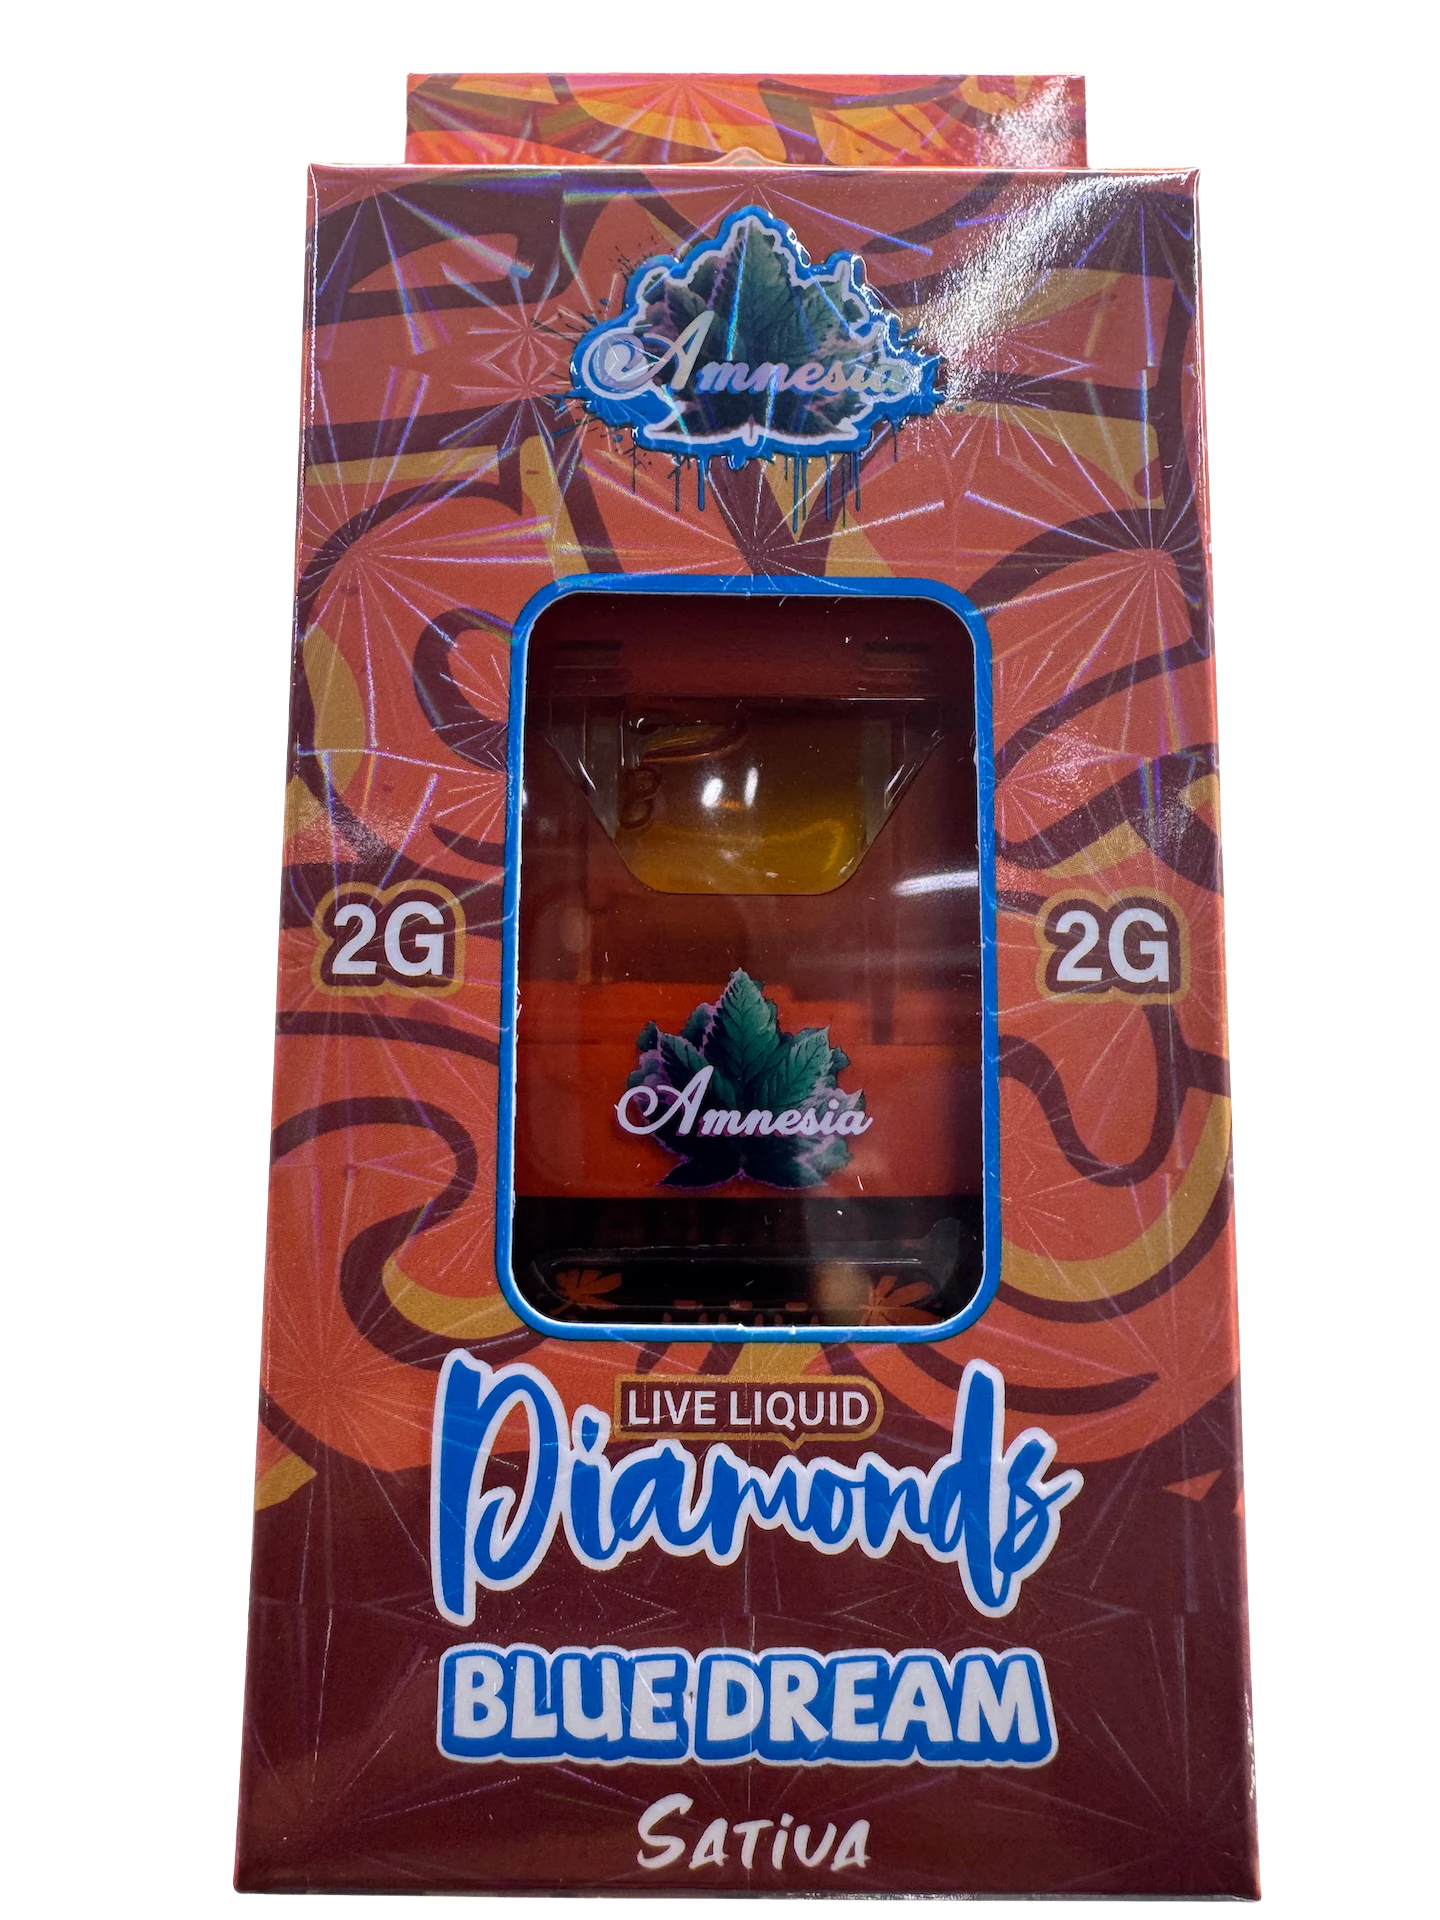 Amnesia
2G
2G
Amnesia
LIVE LIQUID
Diamonds
BLUE DREAM
SATiVA